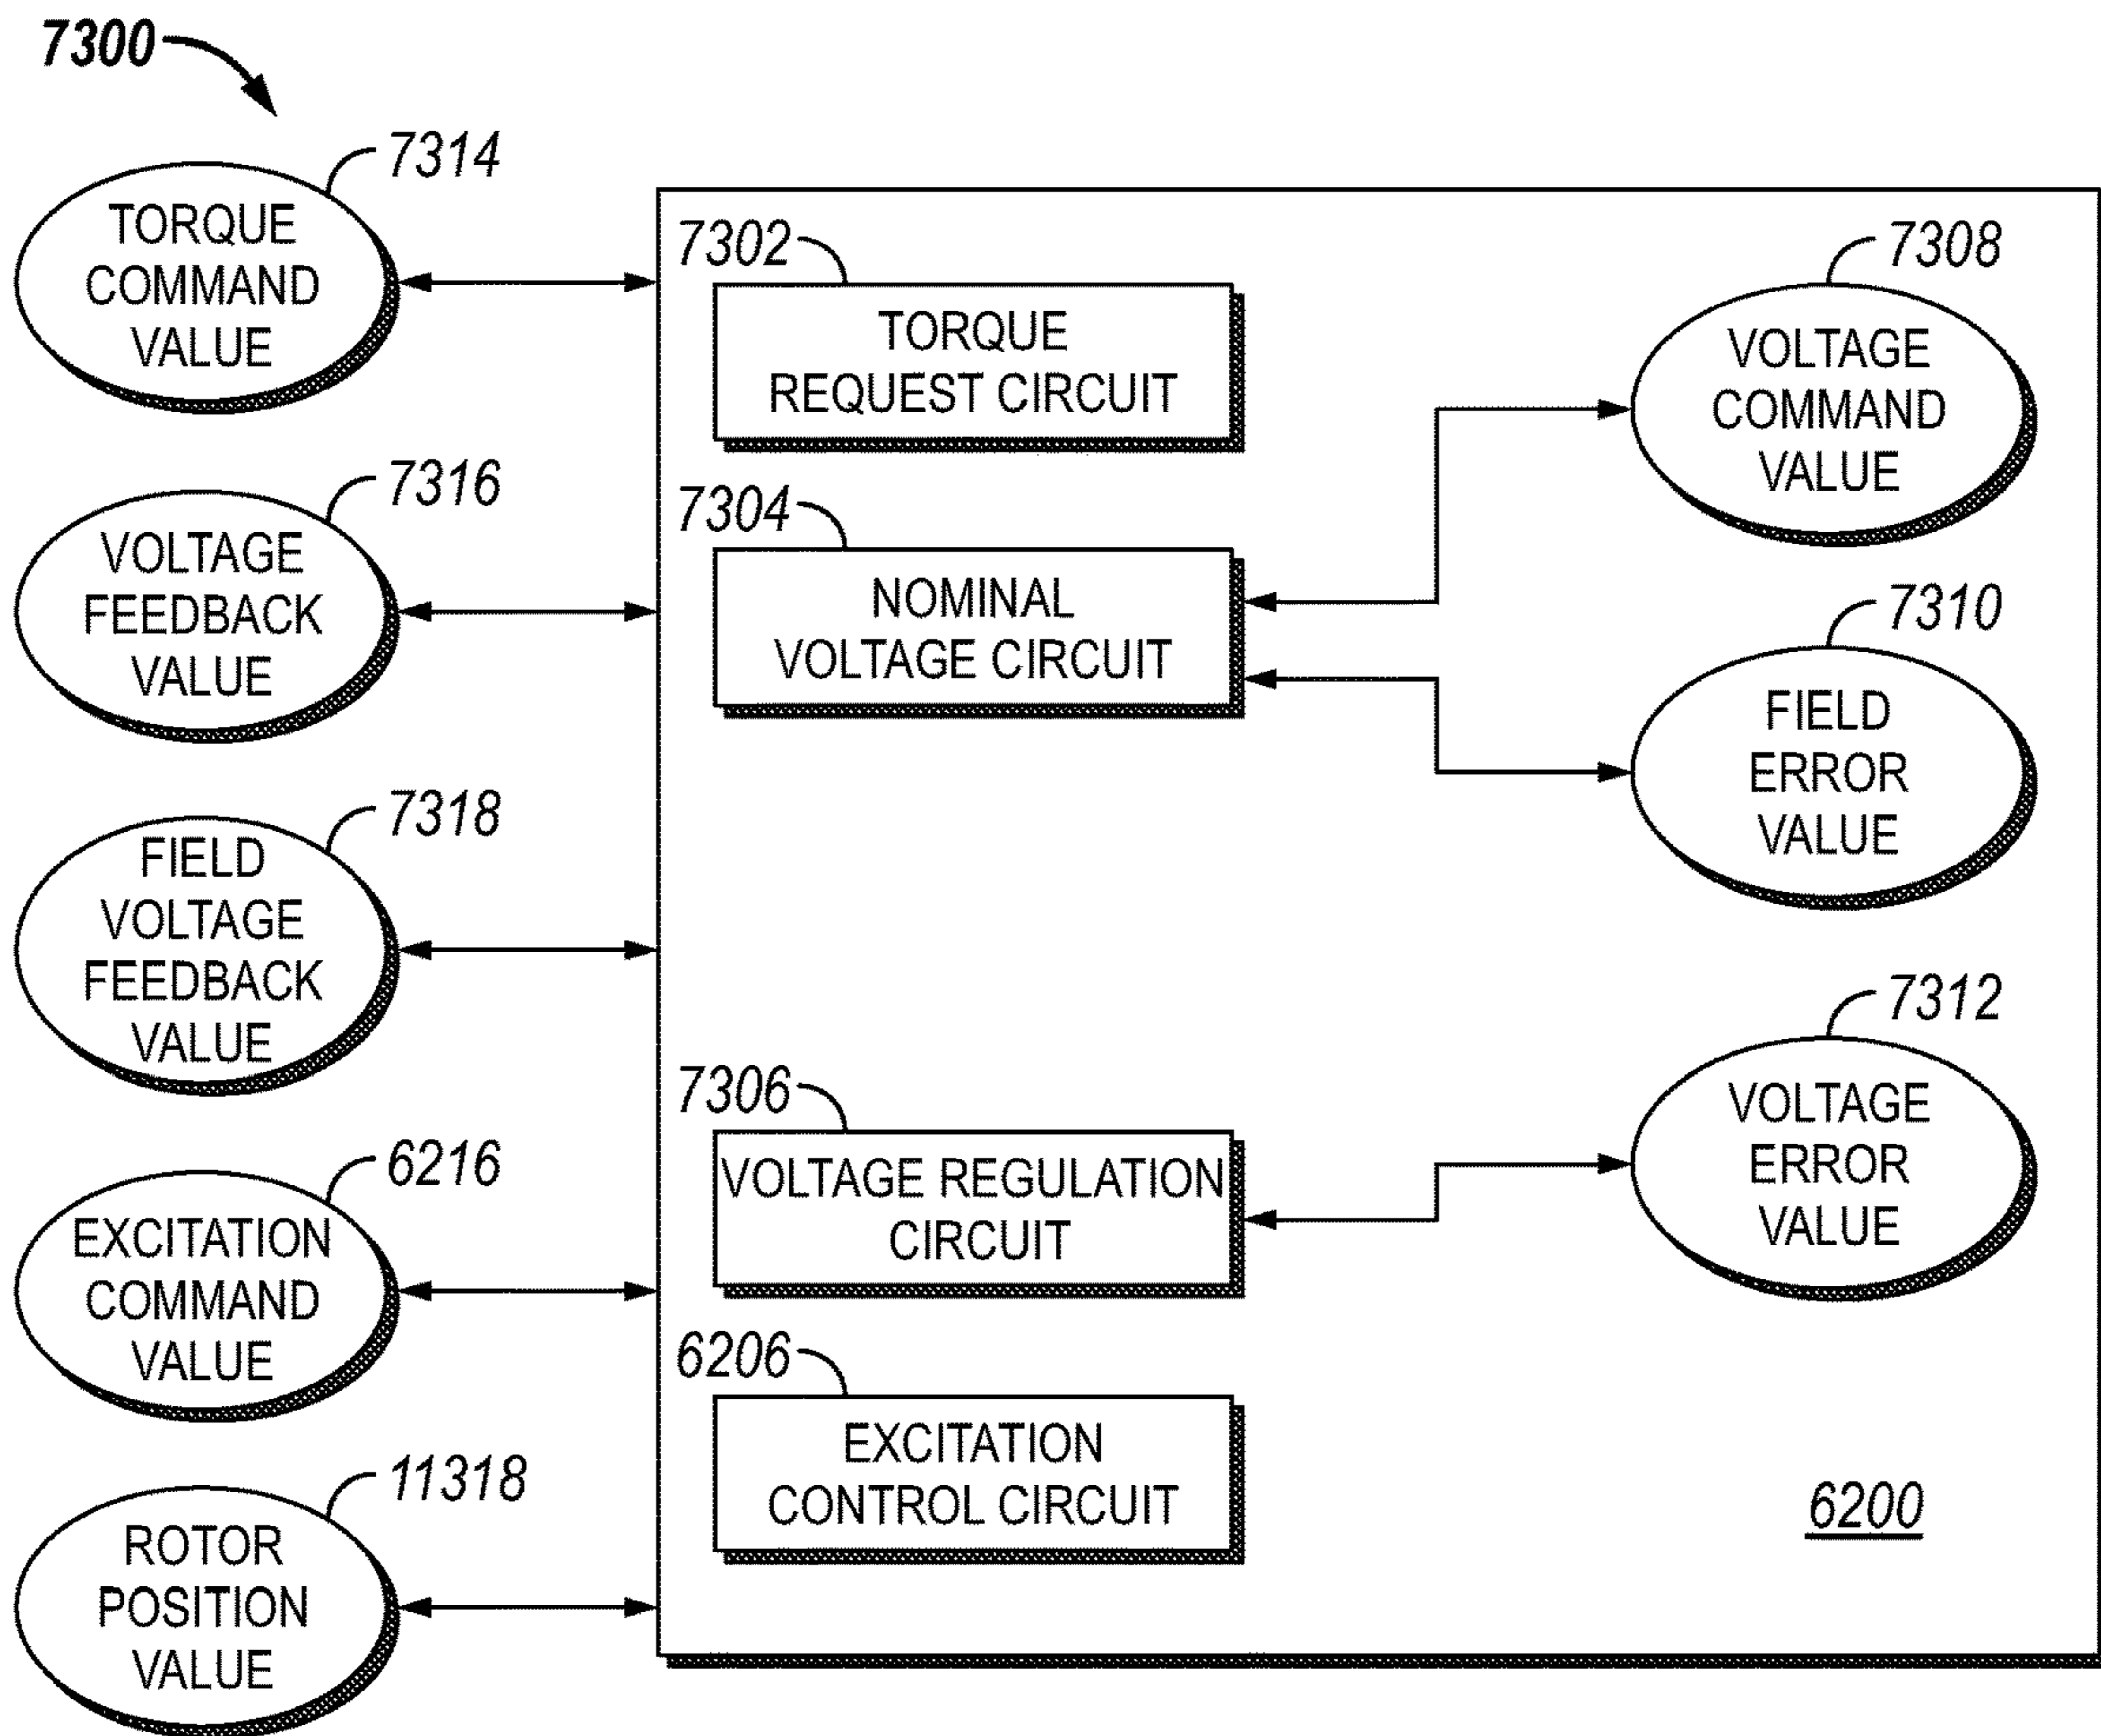 7300
7314
TORQUE
COMMAND
VALUE
7316
VOLTAGE
FEEDBACK
VALUE
7318
FIELD
VOLTAGE
FEEDBACK
VALUE
6216
EXCITATION
COMMAND
VALUE
11318
ROTOR
POSITION
VALUE
7302
TORQUE
REQUEST CIRCUIT
7304
NOMINAL
VOLTAGE CIRCUIT
7306
VOLTAGE REGULATION
CIRCUIT
6206
EXCITATION
CONTROL CIRCUIT
7308
VOLTAGE
COMMAND
VALUE
7310
FIELD
ERROR
VALUE
7312
VOLTAGE
ERROR
VALUE
6200